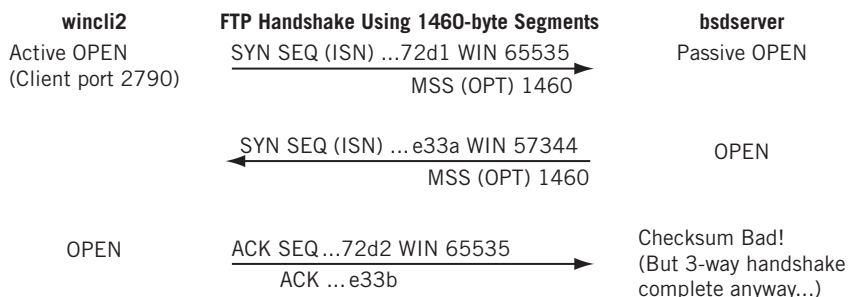 wincli2
FTP Handshake Using 1460-byte Segments
bsdserver
Active OPEN
(Client port 2790)
SYN SEQ (ISN) ...72d1 WIN 65535
MSS (OPT) 1460
Passive OPEN
SYN SEQ (ISN) ...e33a WIN 57344
MSS (OPT) 1460
OPEN
OPEN
ACK SEQ...72d2 WIN 65535
ACK ...e33b
Checksum Bad!
(But 3-way handshake
complete anyway...)